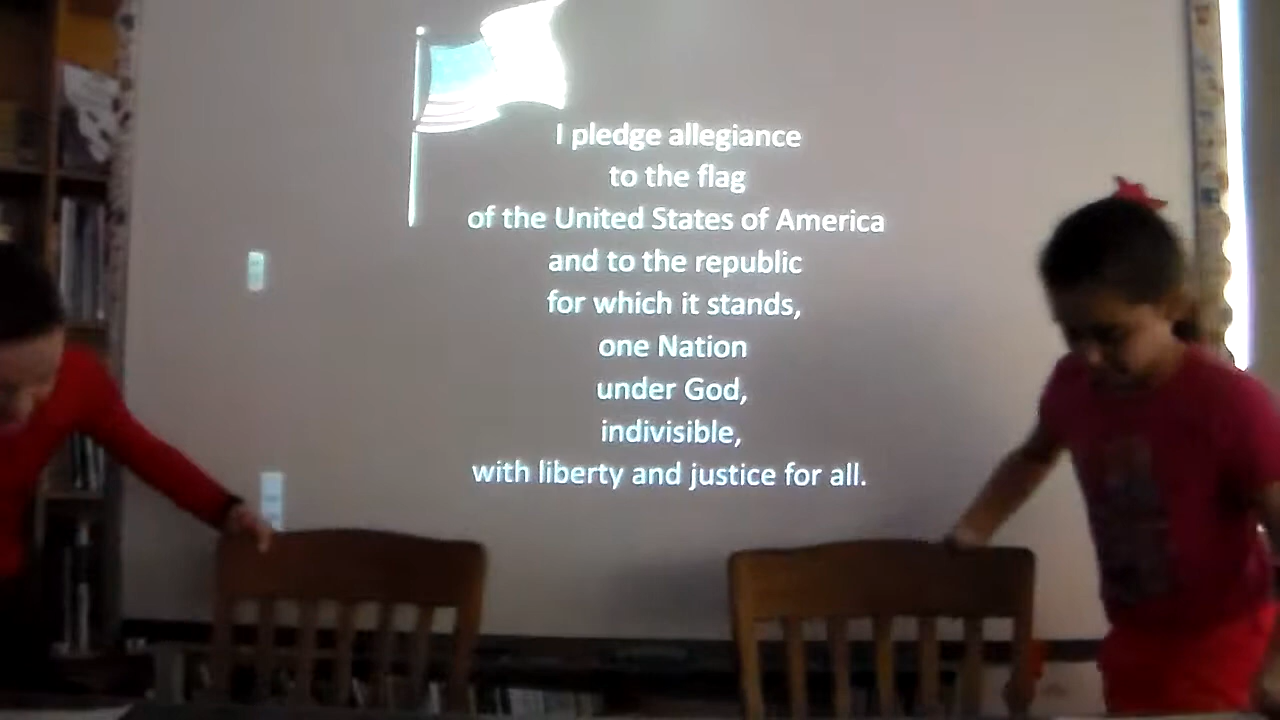 I pledge allegiance
to the flag
of the United States of America
and to the republic
for which it stands,
one Nation
under God,
indivisible,
with liberty and justice for all.